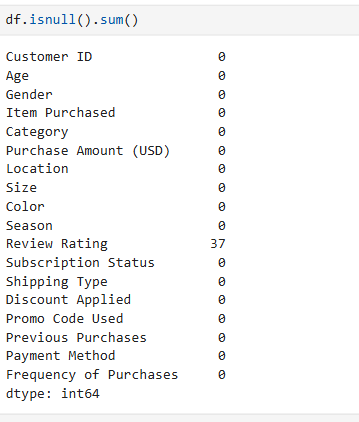 df.isnull().sum()
Customer ID 0
Age 0
Gender 0
Item Purchased 0
Category 0
Purchase Amount (USD) 0
Location 0
Size 0
Color 0
Season 0
Review Rating 37
Subscription Status 0
Shipping Type 0
Discount Applied 0
Promo Code Used 0
Previous Purchases 0
Payment Method 0
Frequency of Purchases 0
dtype: int64